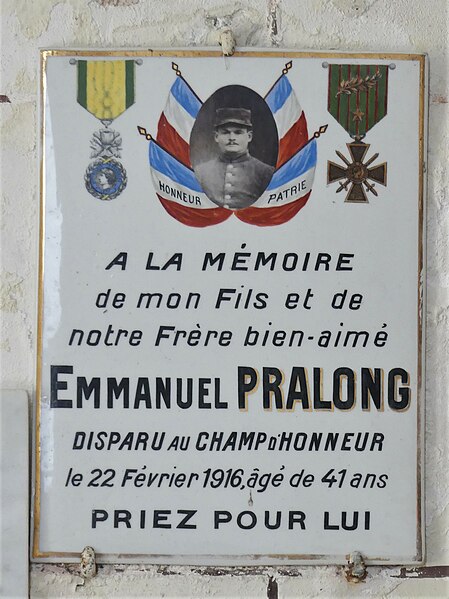 HONNEUR PATRIE
A LA MÉMOIRE
de mon Fils et de
notre Frère bien-aimé
EMMANUEL PRALONG
DISPARU AU CHAMP D'HONNEUR
le 22 Février 1916, âgé de 41 ans
PRIEZ POUR LUI